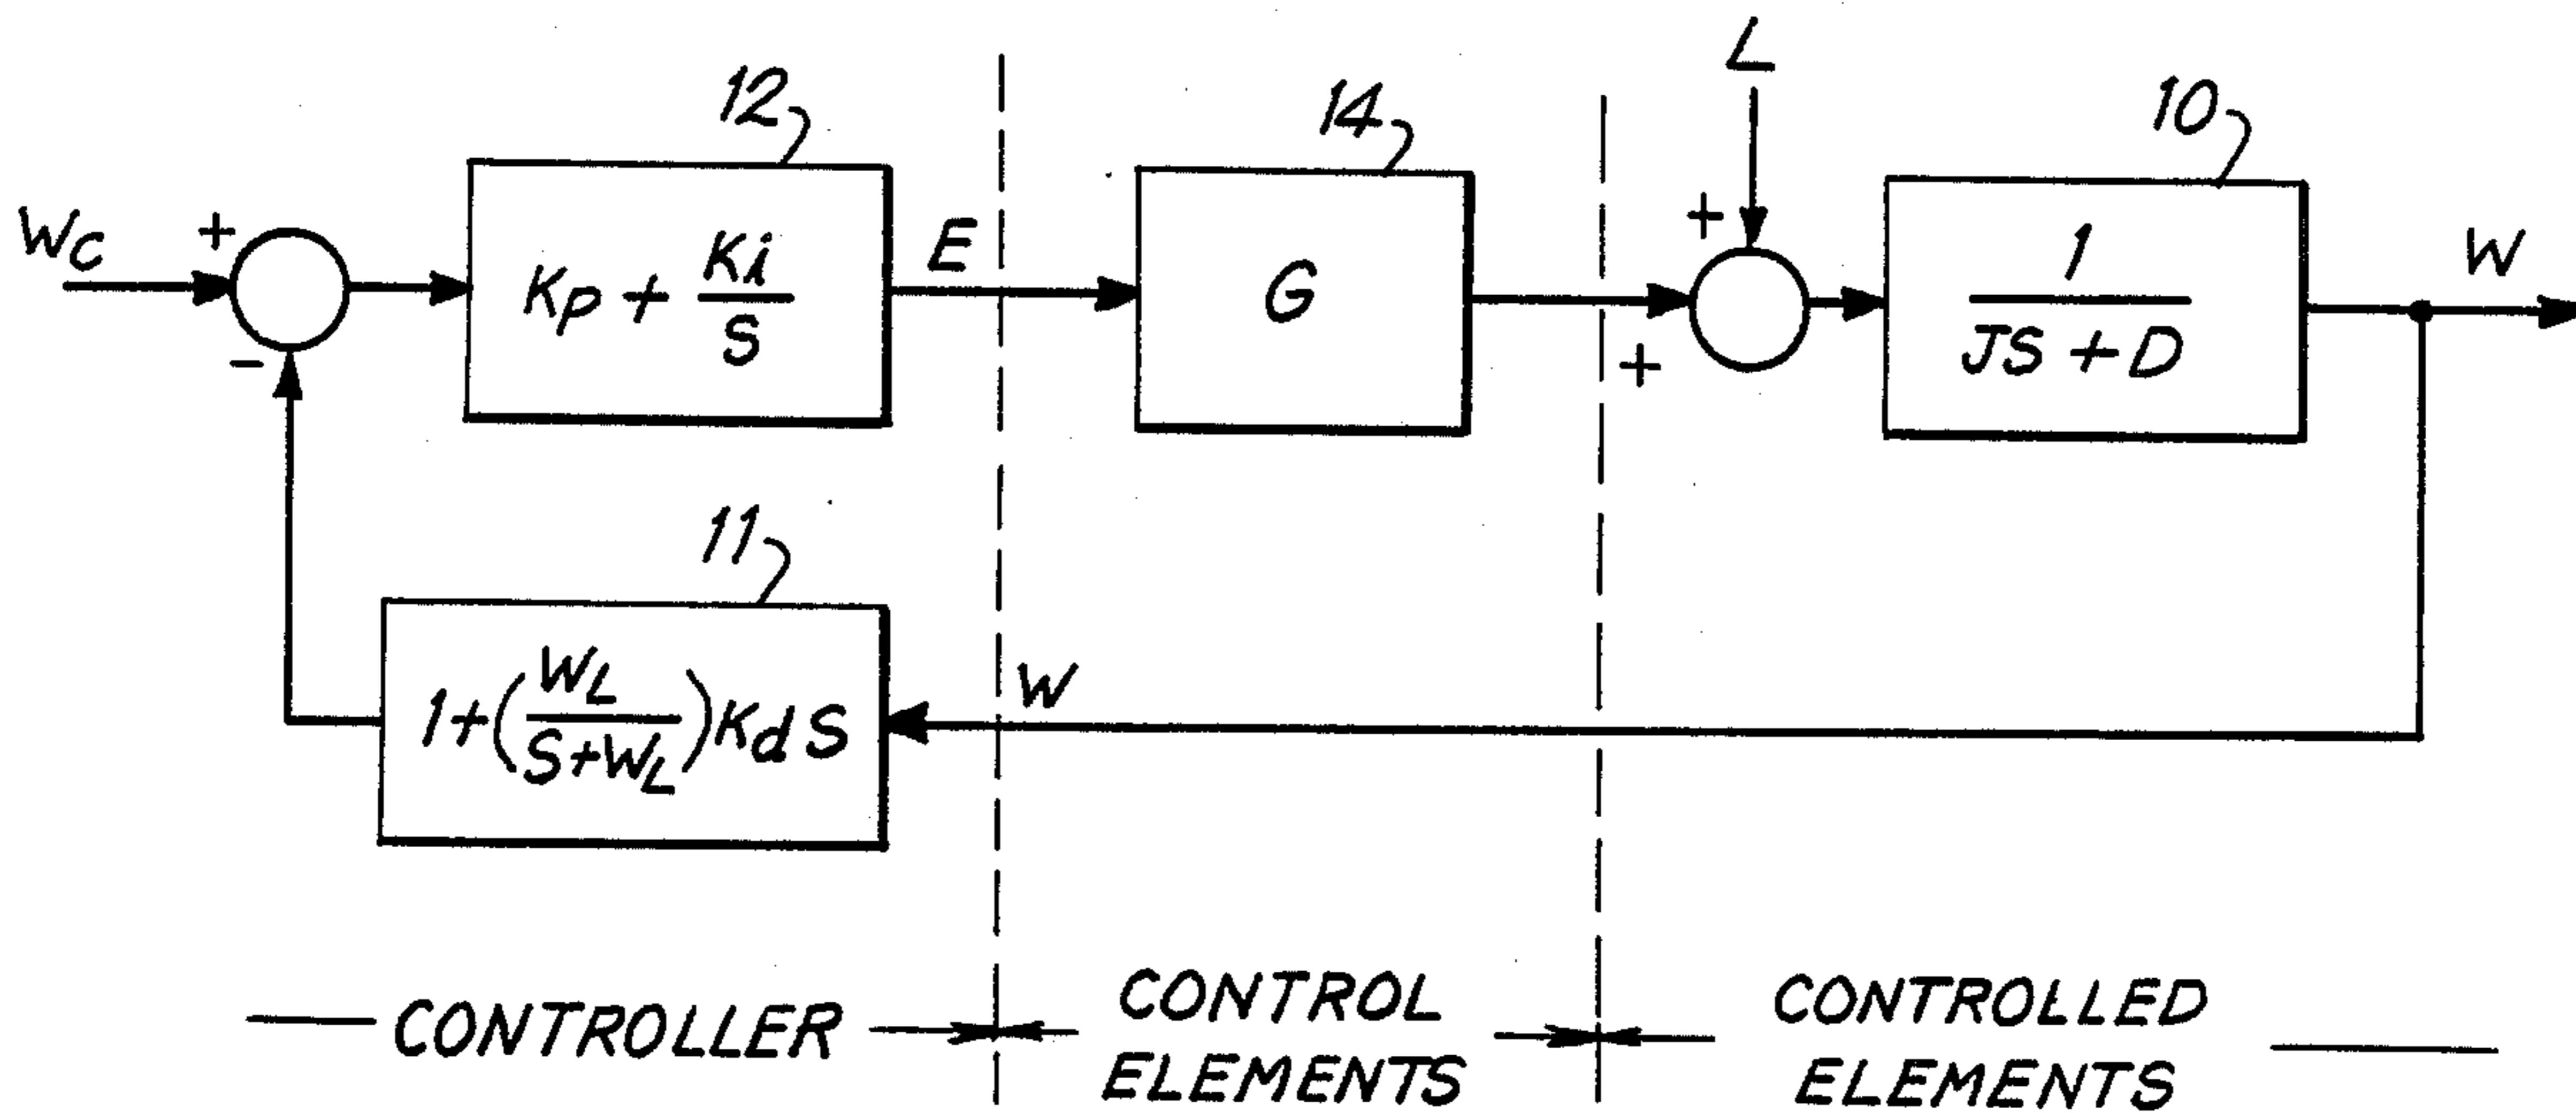 L
12
14
10
WC
+
Kp + Ki/S
E
G
+
+
1/(JS + D)
W
-
11
1+(WL/(S+WL))Kd S
W
CONTROLLER
CONTROL
ELEMENTS
CONTROLLED
ELEMENTS